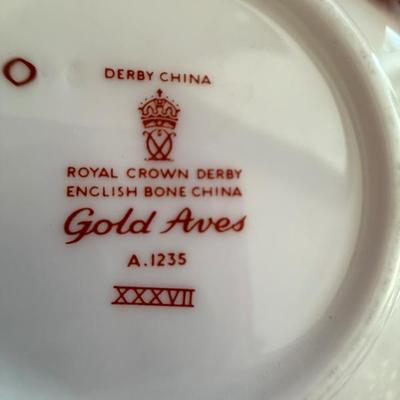 DERBY CHINA
ROYAL CROWN DERBY
ENGLISH BONE CHINA
Gold Aves
A.1235
XXXVII